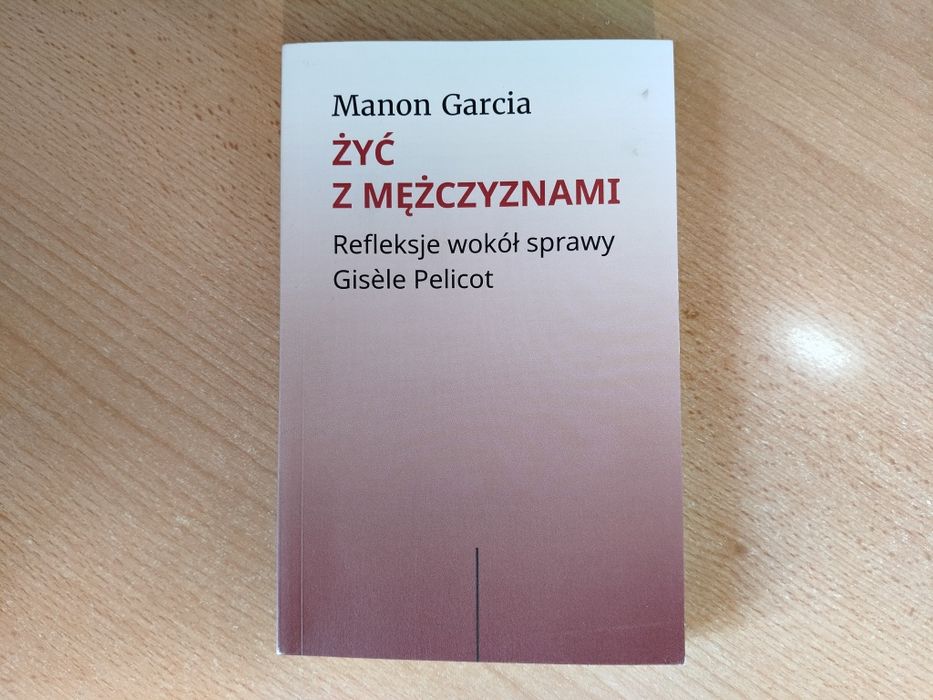 Manon Garcia
ŻYĆ
Z MĘŻCZYZNAMI
Refleksje wokół sprawy
Gisèle Pelicot